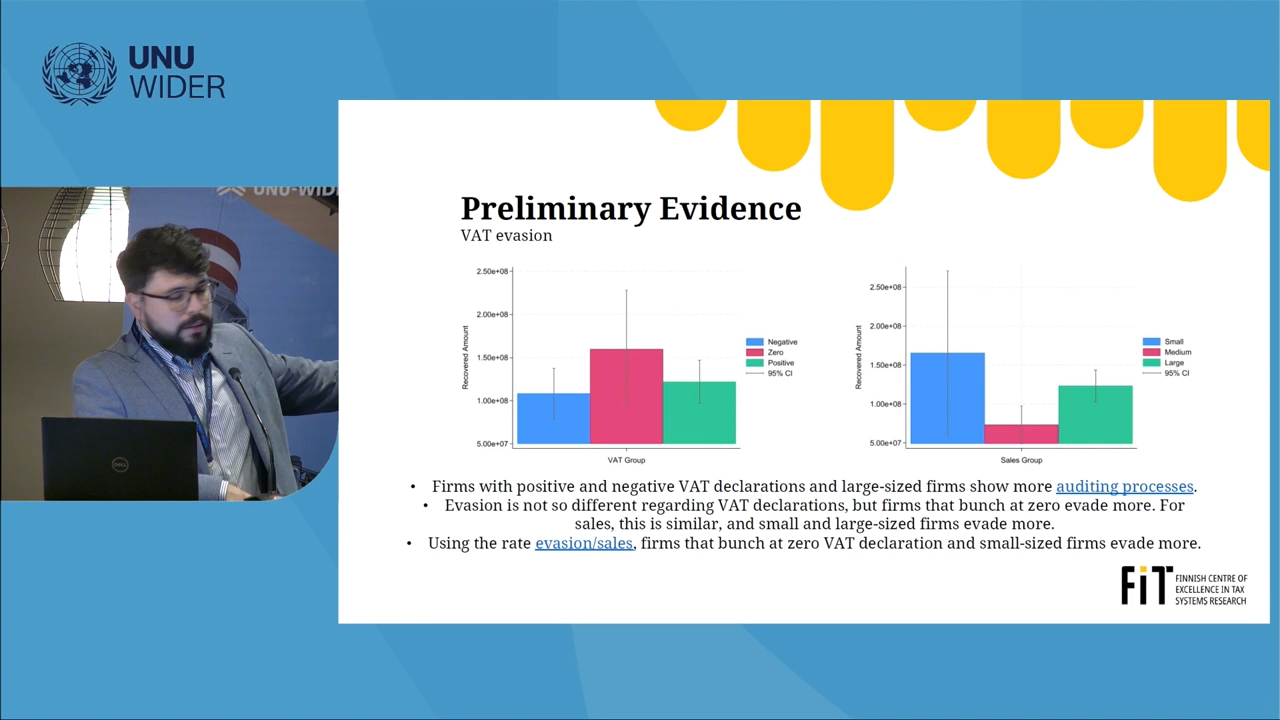 UNU
WIDER
UNU-WID
Preliminary Evidence
VAT evasion
2.50e+08
2.00e+08
1.50e+08
1.00e+08
5.00e+07
Recovered Amount
VAT Group
Negative
Zero
Positive
95% CI
2.50e+08
2.00e+08
1.50e+08
1.00e+08
5.00e+07
Recovered Amount
Sales Group
Small
Medium
Large
95% CI
• Firms with positive and negative VAT declarations and large-sized firms show more auditing processes.
• Evasion is not so different regarding VAT declarations, but firms that bunch at zero evade more. For
sales, this is similar, and small and large-sized firms evade more.
• Using the rate evasion/sales, firms that bunch at zero VAT declaration and small-sized firms evade more.
FiT
FINNISH CENTRE OF
EXCELLENCE IN TAX
SYSTEMS RESEARCH
DELL